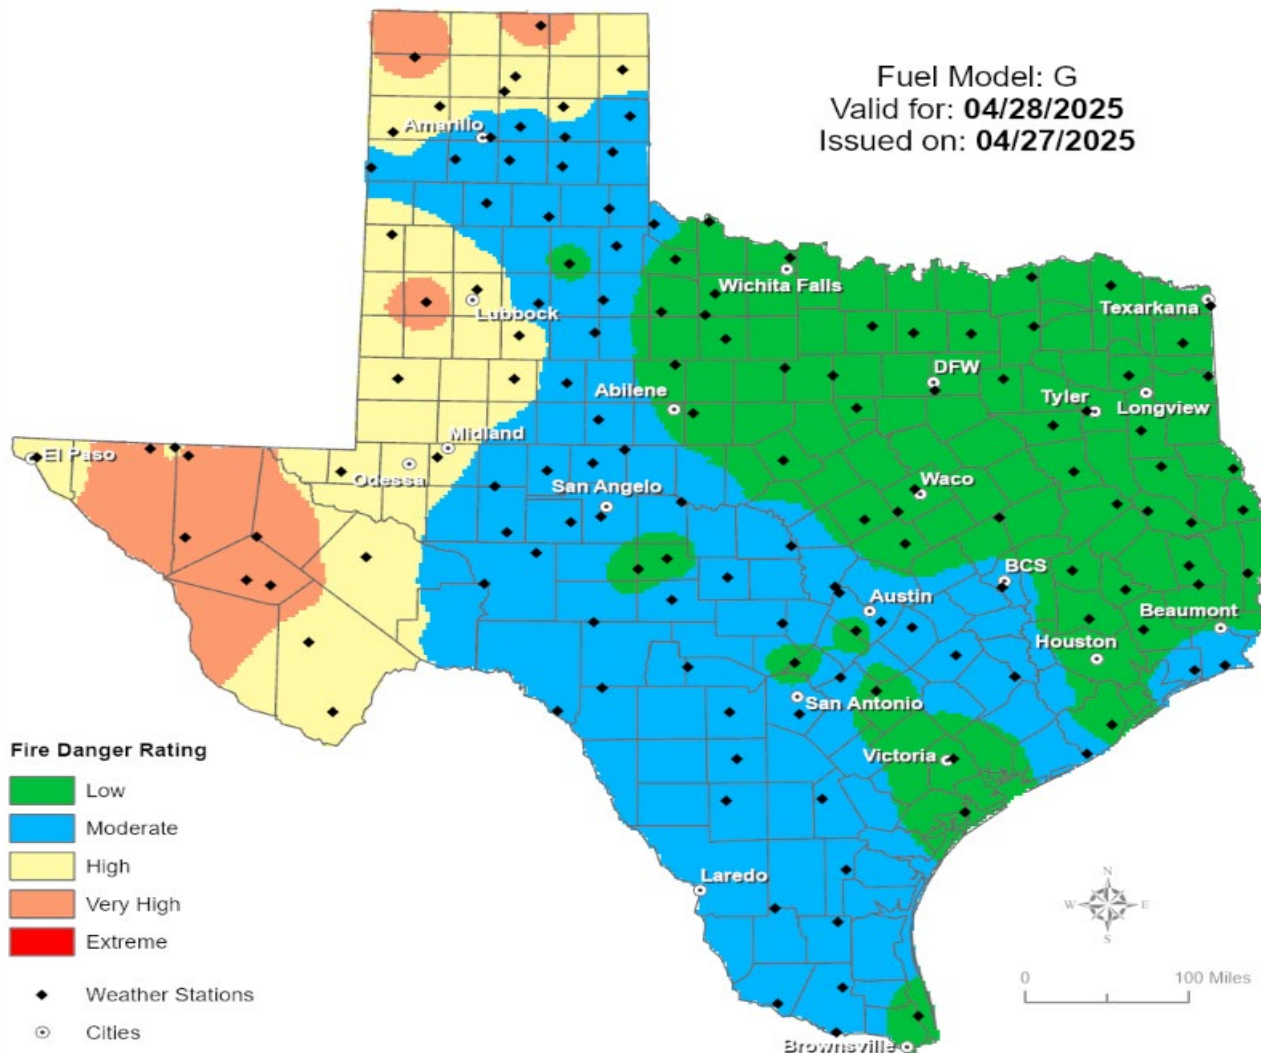 Fuel Model: G
Valid for: 04/28/2025
Issued on: 04/27/2025
Amarillo
Wichita Falls
Lubbock
Texarkana
DFW
Abilene
Tyler
Longview
Midland
El Paso
Odessa
San Angelo
Waco
BCS
Austin
Beaumont
Houston
San Antonio
Victoria
Laredo
Brownsville
Fire Danger Rating
Low
Moderate
High
Very High
Extreme
Weather Stations
Cities
N
W E
S
0 100 Miles